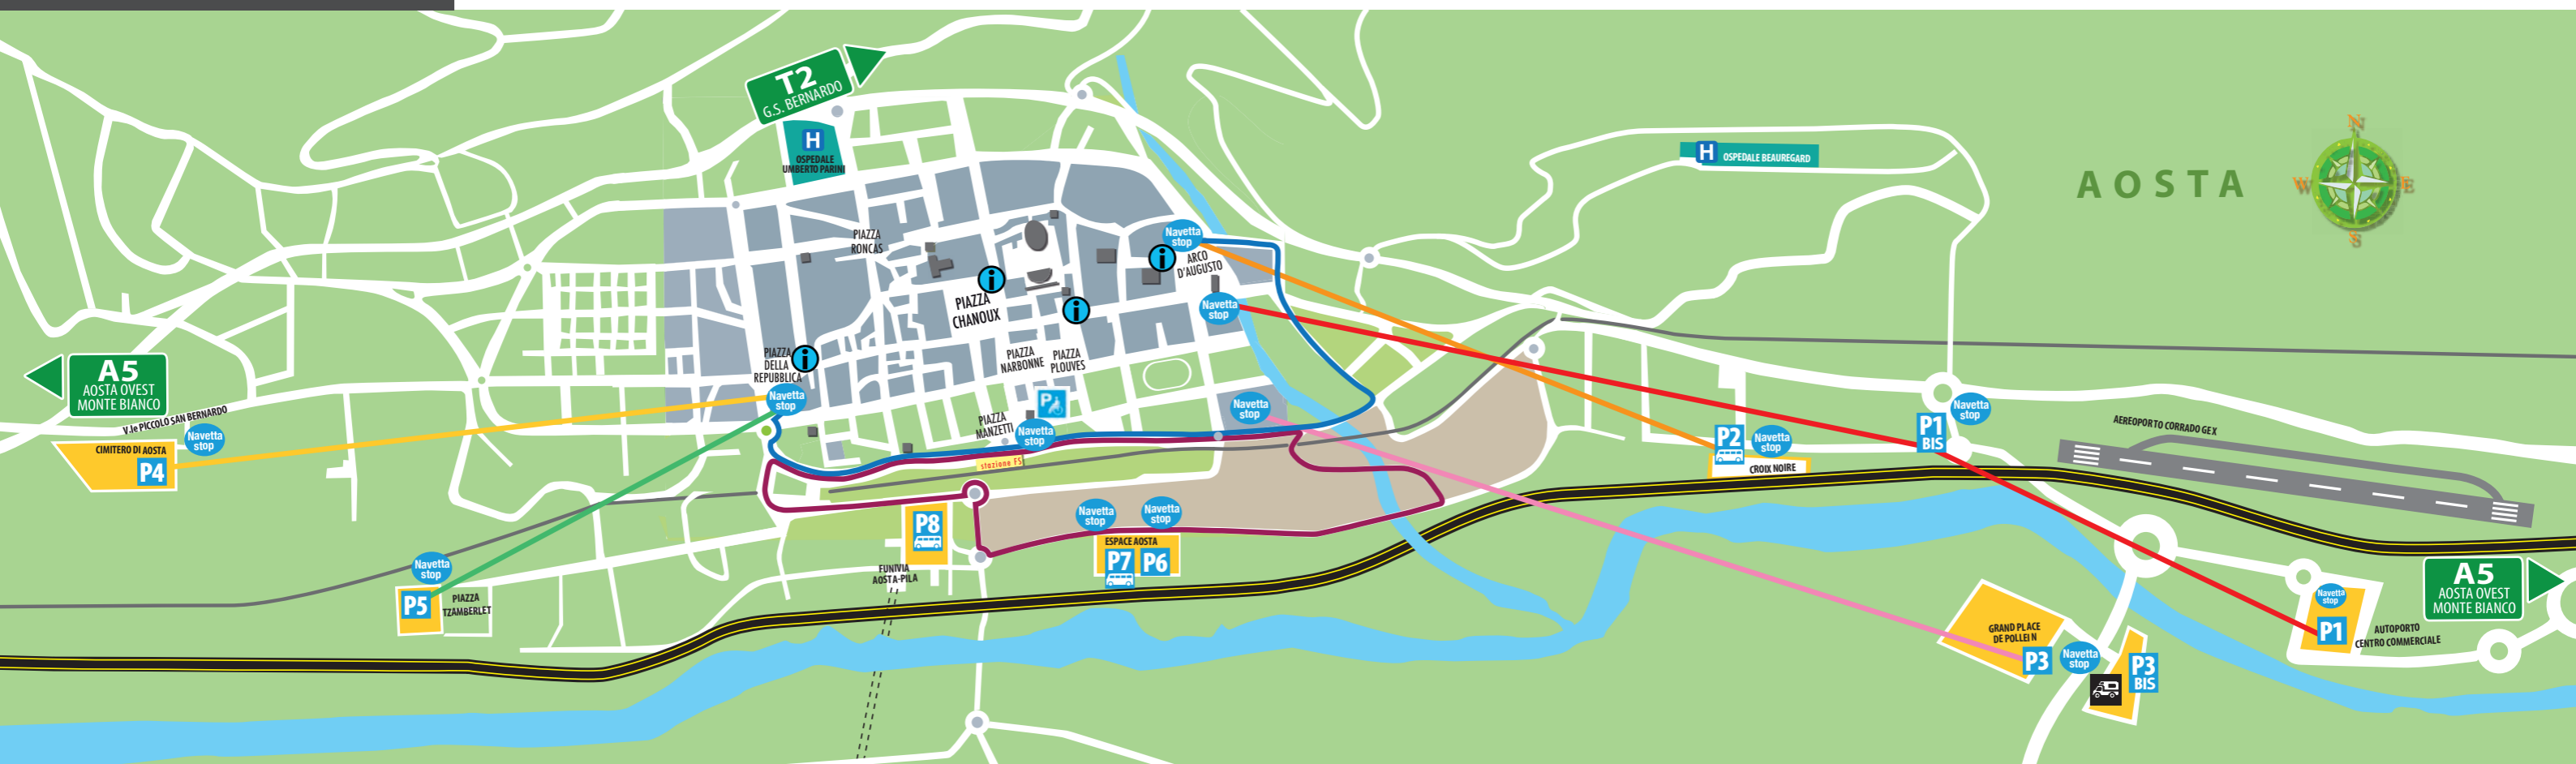 T2
G.S. BERNARDO
H
OSPEDALE
UMBERTO PARINI
H
OSPEDALE BEAUREGARD
AOSTA
N
W
E
S
PIAZZA
RONCAS
Navetta
stop
i
ARCO
D'AUGUSTO
i
PIAZZA
CHANOUX
i
Navetta
stop
PIAZZA
DELLA
REPUBBLICA
i
PIAZZA
NARBONNE
PIAZZA
PLOUVES
Navetta
stop
P
Navetta
stop
PIAZZA
MANZETTI
Navetta
stop
stazione FS
A5
AOSTA OVEST
MONTE BIANCO
V.le PICCOLO SAN BERNARDO
Navetta
stop
CIMITERO DI AOSTA
P4
Navetta
stop
P5
PIAZZA
TZAMBERLET
P8
FUNIVIA
AOSTA-PILA
Navetta
stop
Navetta
stop
ESPACE AOSTA
P7
P6
P2
Navetta
stop
CROIX NOIRE
P1
BIS
Navetta
stop
AEREOPORTO CORRADO GEX
GRAND PLACE
DE POLLEIN
P3
Navetta
stop
P3
BIS
Navetta
stop
P1
AUTOPORTO
CENTRO COMMERCIALE
A5
AOSTA OVEST
MONTE BIANCO